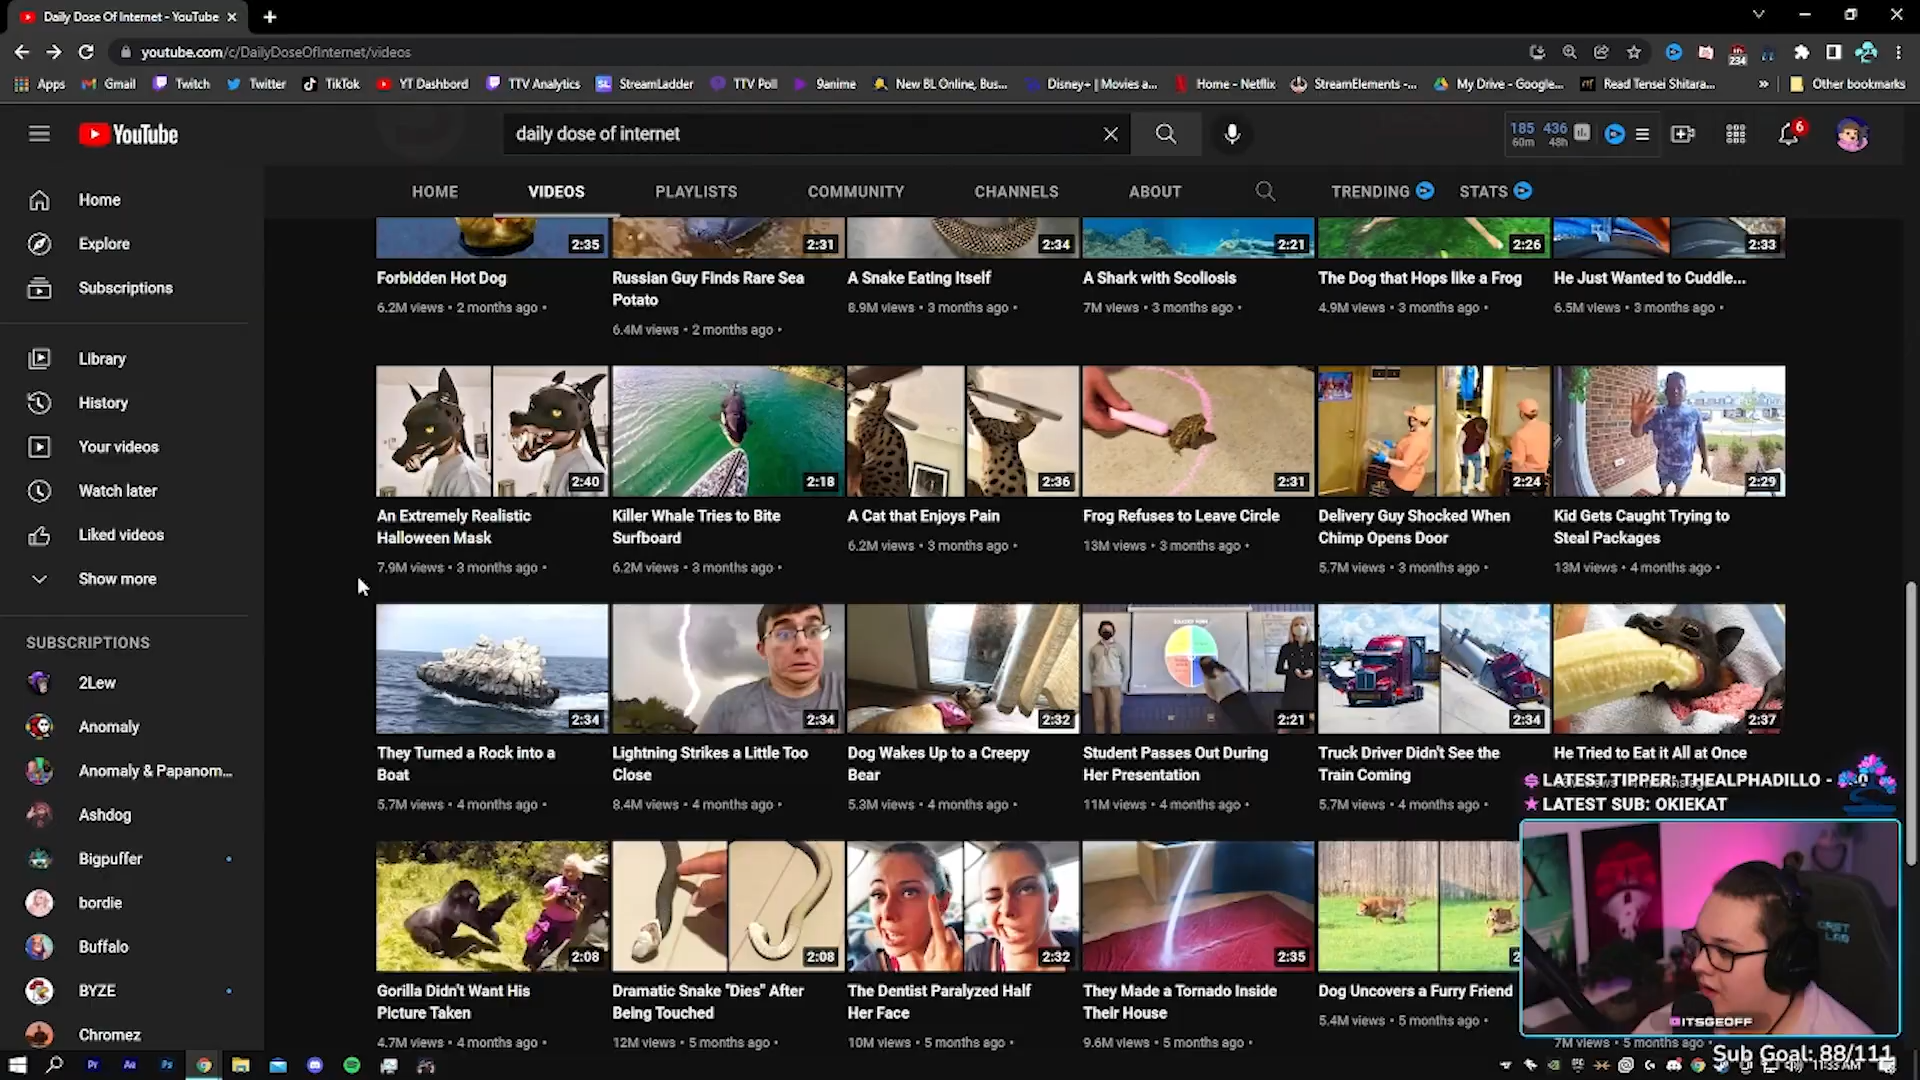 Daily Dose Of Internet - YouTube
youtube.com/c/DailyDoseOfInternet/videos
234
Apps
Gmail
Twitch
Twitter
TikTok
YT Dashbord
TTV Analytics
StreamLadder
TTV Poll
9anime
New BL Online, Bus...
Disney+ | Movies a...
Home - Netflix
StreamElements -...
My Drive - Google...
Read Tensei Shitara...
Other bookmarks
YouTube
daily dose of internet
185 436
60m 48h
6
HOME
VIDEOS
PLAYLISTS
COMMUNITY
CHANNELS
ABOUT
TRENDING
STATS
Home
Explore
Subscriptions
Library
History
Your videos
Watch later
Liked videos
Show more
SUBSCRIPTIONS
2Lew
Anomaly
Anomaly & Papanom...
Ashdog
Bigpuffer
bordie
Buffalo
BYZE
Chromez
2:35
Forbidden Hot Dog
6.2M views • 2 months ago •
2:31
Russian Guy Finds Rare Sea
Potato
6.4M views • 2 months ago •
2:34
A Snake Eating Itself
8.9M views • 3 months ago •
2:21
A Shark with Scoliosis
7M views • 3 months ago •
2:26
The Dog that Hops like a Frog
4.9M views • 3 months ago •
2:33
He Just Wanted to Cuddle...
6.5M views • 3 months ago •
2:40
An Extremely Realistic
Halloween Mask
7.9M views • 3 months ago •
2:18
Killer Whale Tries to Bite
Surfboard
6.2M views • 3 months ago •
2:36
A Cat that Enjoys Pain
6.2M views • 3 months ago •
2:31
Frog Refuses to Leave Circle
13M views • 3 months ago •
2:24
Delivery Guy Shocked When
Chimp Opens Door
5.7M views • 3 months ago •
2:29
Kid Gets Caught Trying to
Steal Packages
13M views • 4 months ago •
2:34
They Turned a Rock into a
Boat
5.7M views • 4 months ago •
2:34
Lightning Strikes a Little Too
Close
8.4M views • 4 months ago •
2:32
Dog Wakes Up to a Creepy
Bear
5.3M views • 4 months ago •
2:21
Student Passes Out During
Her Presentation
11M views • 4 months ago •
2:34
Truck Driver Didn't See the
Train Coming
5.7M views • 4 months ago •
2:37
He Tried to Eat it All at Once
LATEST TIPPER: THEALPHADILLO -
LATEST SUB: OKIEKAT
2:08
Gorilla Didn't Want His
Picture Taken
4.7M views • 4 months ago •
2:08
Dramatic Snake "Dies" After
Being Touched
12M views • 5 months ago •
2:32
The Dentist Paralyzed Half
Her Face
10M views • 5 months ago •
2:35
They Made a Tornado Inside
Their House
9.6M views • 5 months ago •
Dog Uncovers a Furry Friend
5.4M views • 5 months ago •
7M views • 5 months ago •
ITSGEOFF
Sub Goal: 88/111
Pr
Ae
Ps
11:33 AM